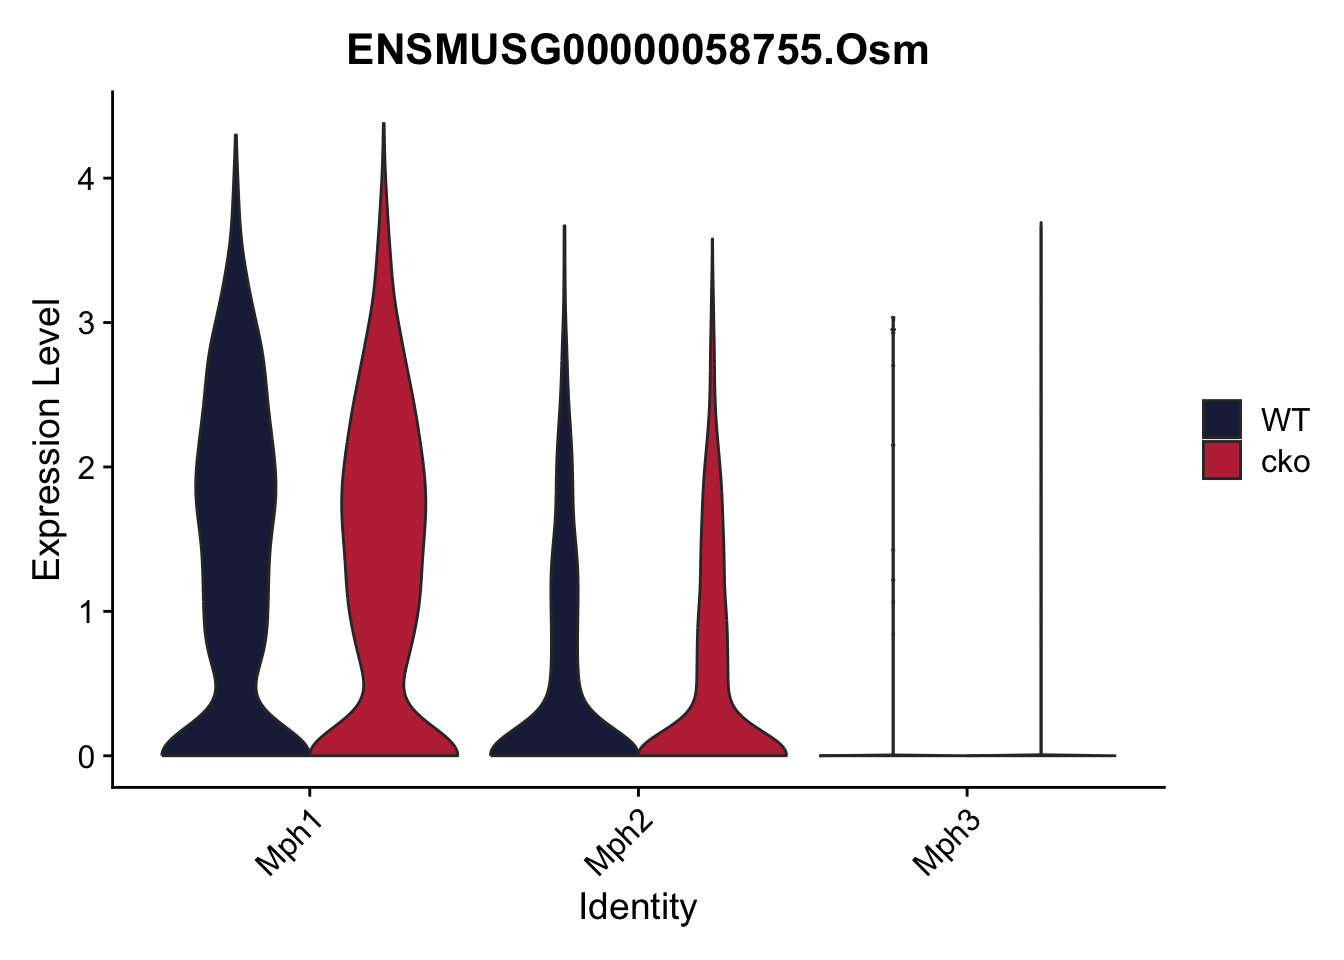 ENSMUSG00000058755.Osm
Expression Level
4
3
2
1
0
Mph1
Mph2
Mph3
Identity
WT
cko